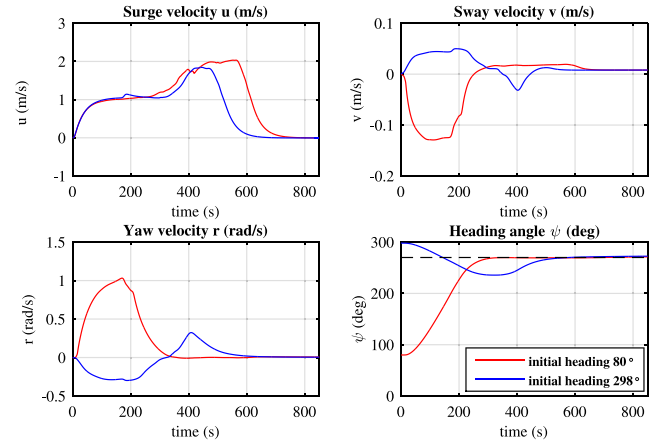 Surge velocity u (m/s)
3
2
1
0
-1
u (m/s)
0 200 400 600 800
time (s)
Sway velocity v (m/s)
0.1
0
-0.1
0.2
v (m/s)
0 200 400 600 800
time (s)
Yaw velocity r (rad/s)
1.5
1
0.5
0
-0.5
r (rad/s)
0 200 400 600 800
time (s)
Heading angle ψ (deg)
300
200
100
0
ψ (deg)
initial heading 80°
initial heading 298°
0 200 400 600 800
time (s)